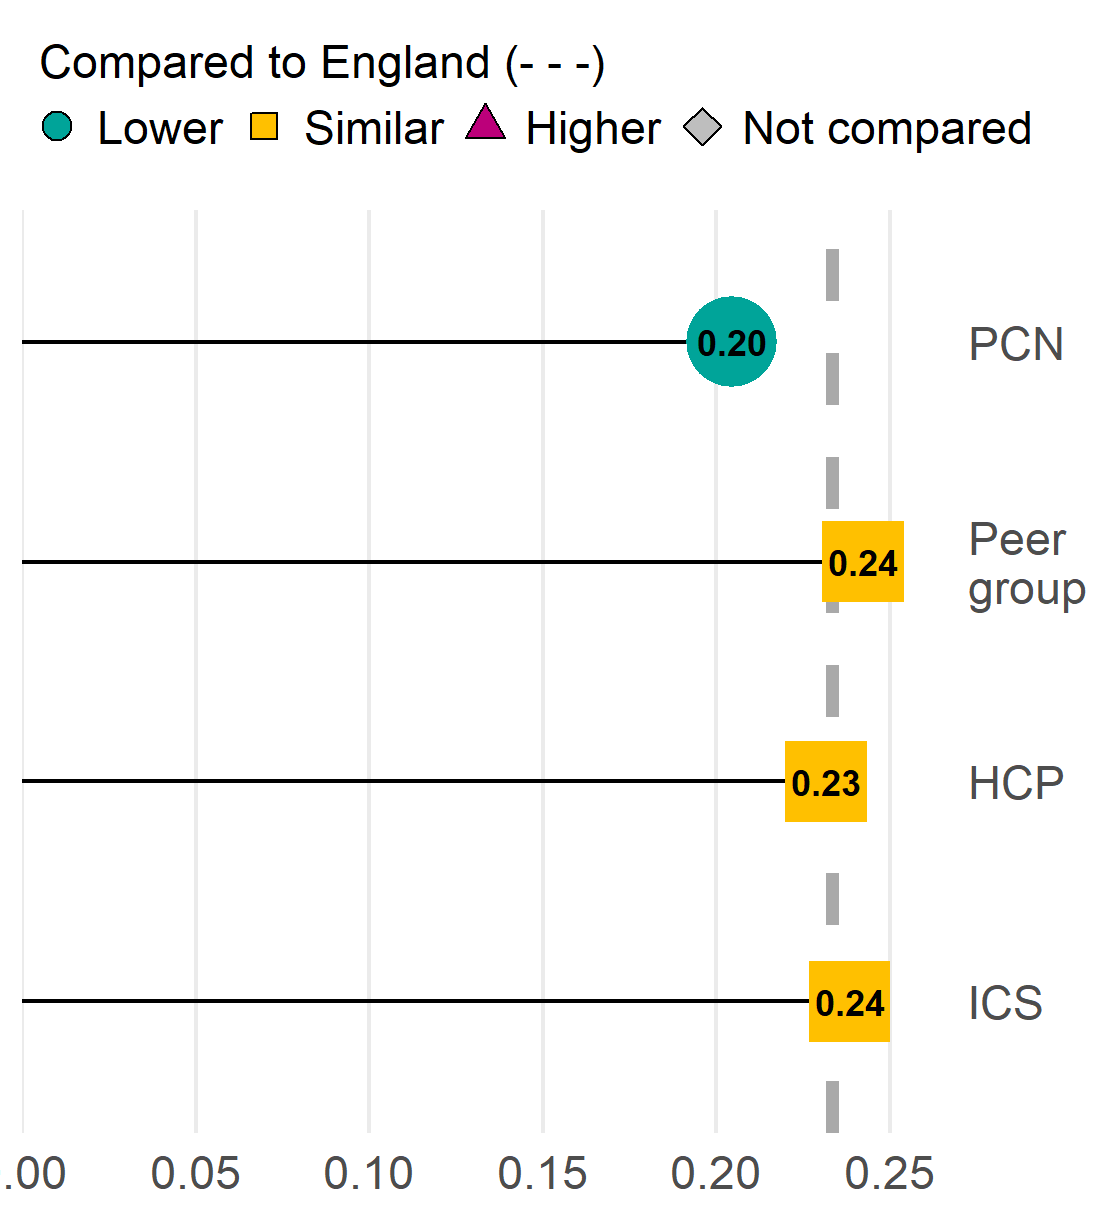 Compared to England (- - -)
Lower Similar Higher Not compared
0.20 PCN
Peer
0.24
group
0.23 HCP
0.24 ICS
.00 0.05 0.10 0.15 0.20 0.25